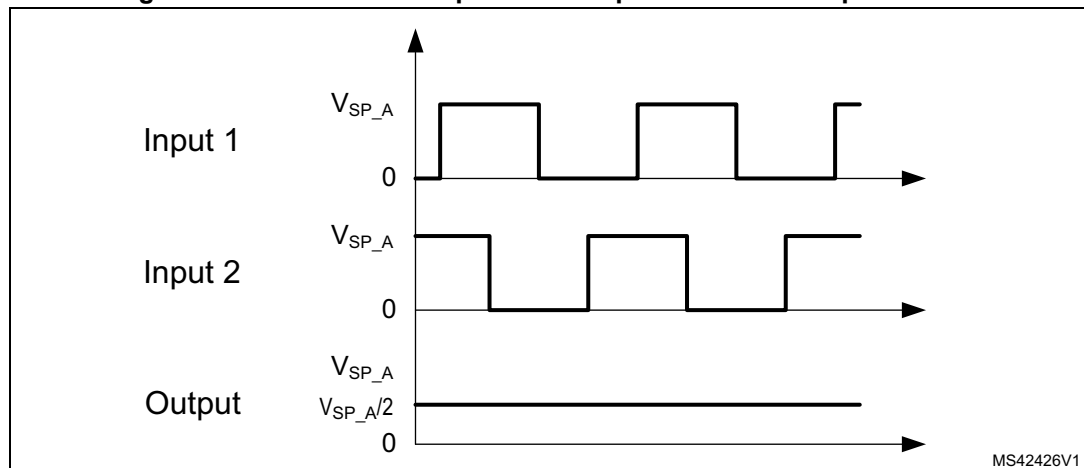 V_SP_A
Input 1
0
V_SP_A
Input 2
0
V_SP_A
Output
V_SP_A/2
0
MS42426V1